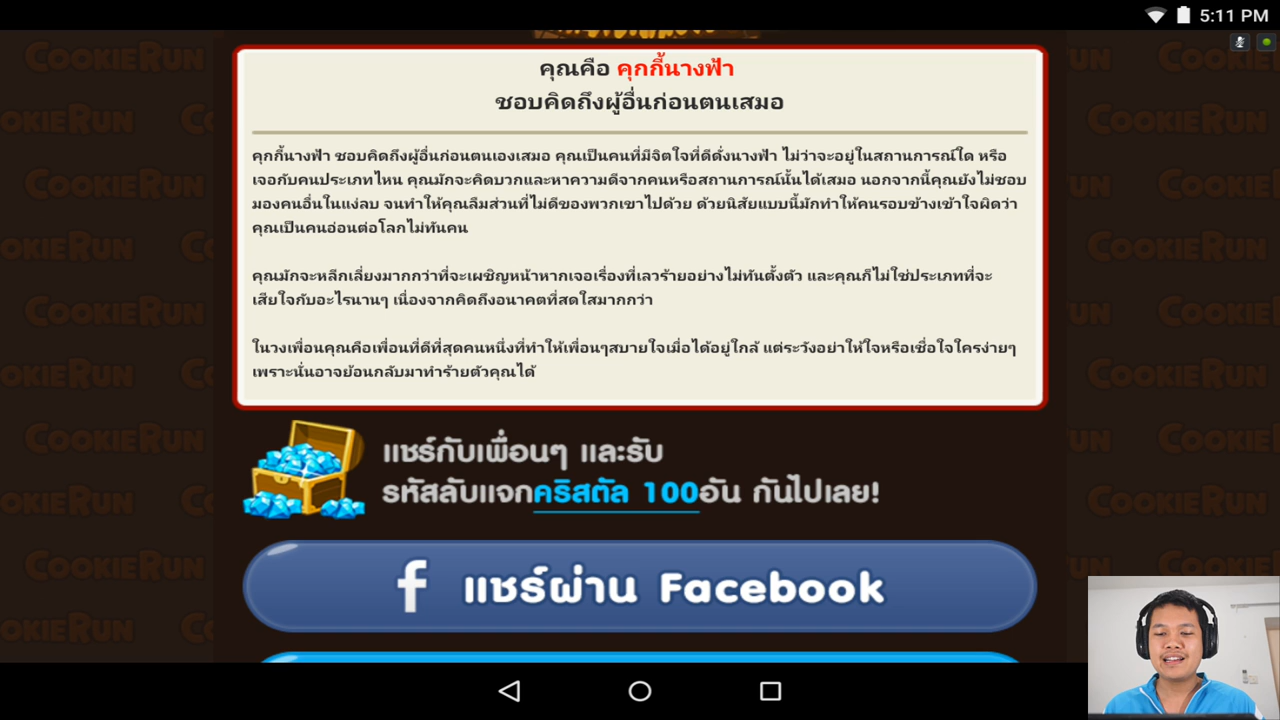 5:11 PM
คุณคือ คุกกี้นางฟ้า
ชอบคิดถึงผู้อื่นก่อนตนเสมอ
คุกกี้นางฟ้า ชอบคิดถึงผู้อื่นก่อนตนเองเสมอ คุณเป็นคนที่มีจิตใจที่ดีดั่งนางฟ้า ไม่ว่าจะอยู่ในสถานการณ์ใด หรือ
เจอกับคนประเภทไหน คุณมักจะคิดบวกและหาความดีจากคนหรือสถานการณ์นั้นได้เสมอ นอกจากนี้คุณยังไม่ชอบ
มองคนอื่นในแง่ลบ จนทำให้คุณลืมส่วนที่ไม่ดีของพวกเขาไปด้วย ด้วยนิสัยแบบนี้มักทำให้คนรอบข้างเข้าใจผิดว่า
คุณเป็นคนอ่อนต่อโลกไม่ทันคน
คุณมักจะหลีกเลี่ยงมากกว่าที่จะเผชิญหน้าหากเจอเรื่องที่เลวร้ายอย่างไม่ทันตั้งตัว และคุณก็ไม่ใช่ประเภทที่จะ
เสียใจกับอะไรนานๆ เนื่องจากคิดถึงอนาคตที่สดใสมากกว่า
ในวงเพื่อนคุณคือเพื่อนที่ดีที่สุดคนหนึ่งที่ทำให้เพื่อนๆสบายใจเมื่อได้อยู่ใกล้ แต่ระวังอย่าให้ใจหรือเชื่อใจใครง่ายๆ
เพราะนั่นอาจย้อนกลับมาทำร้ายตัวคุณได้
แชร์กับเพื่อนๆ และรับ
รหัสลับแจกคริสตัล 100อัน กันไปเลย!
f แชร์ผ่าน Facebook
COOKIERUN